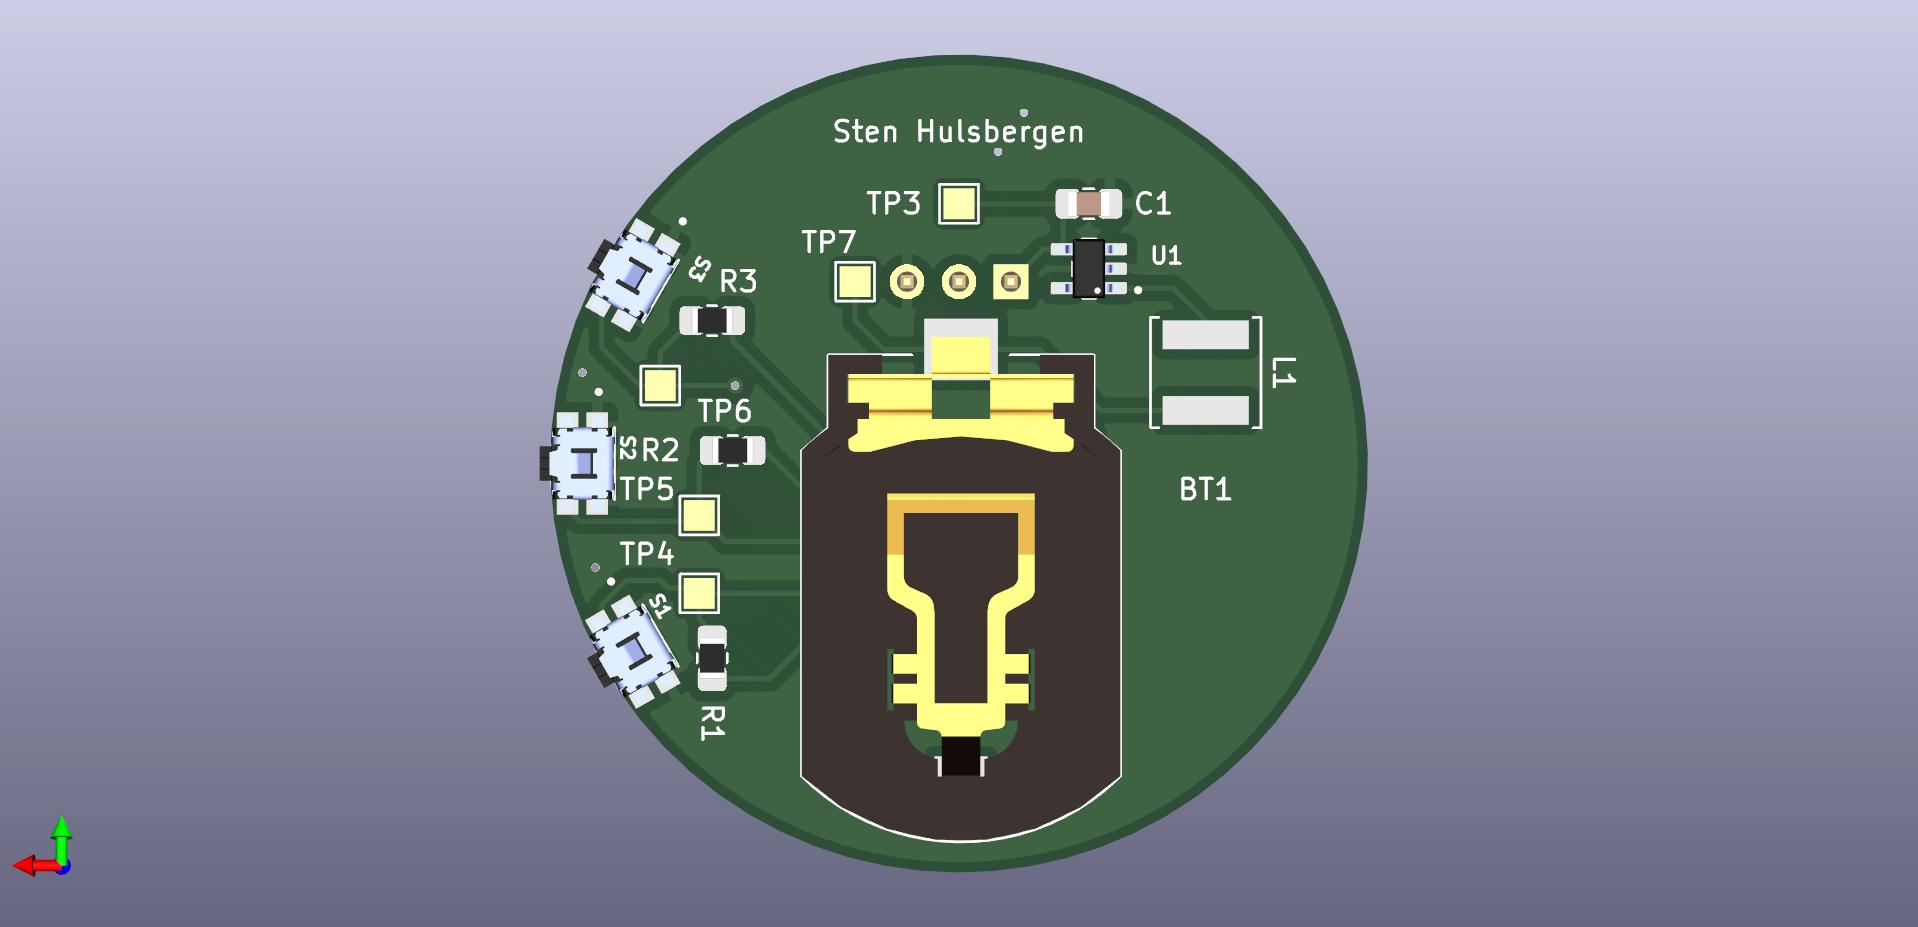 Sten Hulsbergen
TP3
C1
TP7
U1
S3
R3
L1
TP6
S2
R2
TP5
BT1
TP4
S1
R1